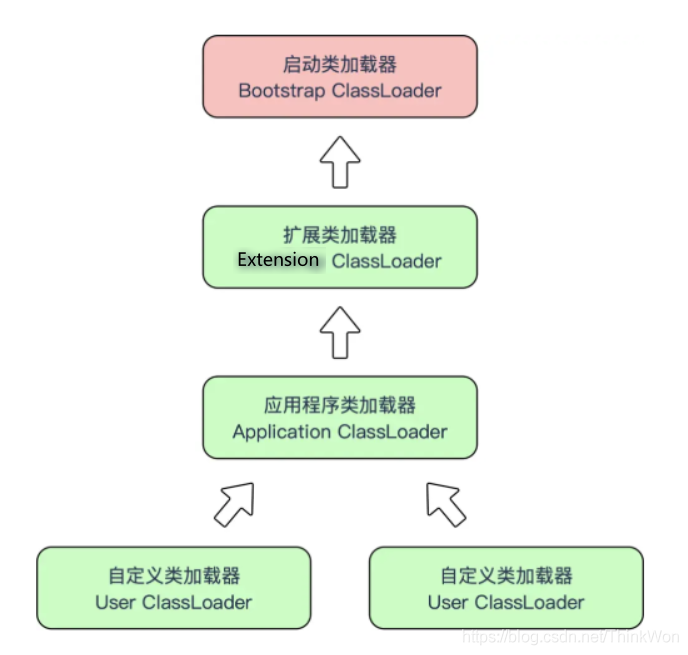 启动类加载器
Bootstrap ClassLoader
扩展类加载器
Extension ClassLoader
应用程序类加载器
Application ClassLoader
自定义类加载器
User ClassLoader
自定义类加载器
User ClassLoader
https://blog.csdn.net/ThinkWon